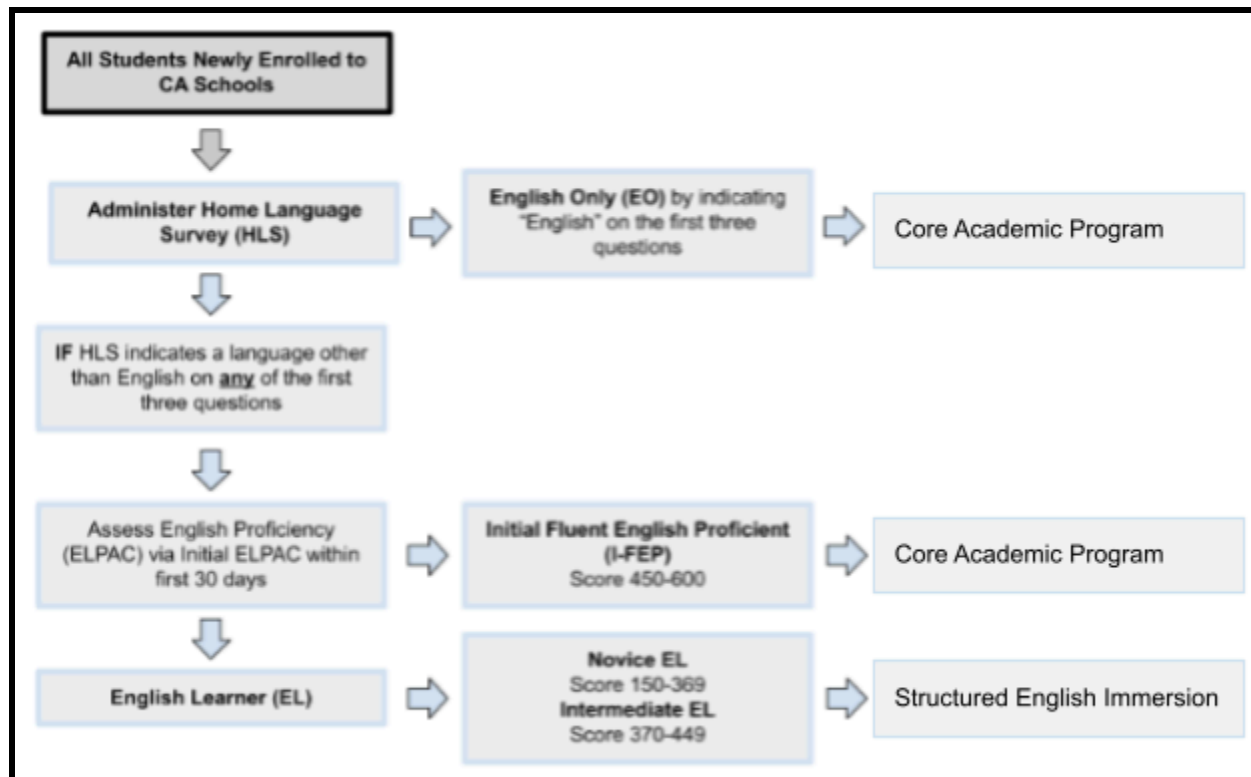 All Students Newly Enrolled to
CA Schools
Administer Home Language
Survey (HLS)
English Only (EO) by indicating
"English" on the first three
questions
Core Academic Program
IF HLS indicates a language other
than English on any of the first
three questions
Assess English Proficiency
(ELPAC) via Initial ELPAC within
first 30 days
Initial Fluent English Proficient
(I-FEP)
Score 450-600
Core Academic Program
English Learner (EL)
Novice EL
Score 150-369
Intermediate EL
Score 370-449
Structured English Immersion